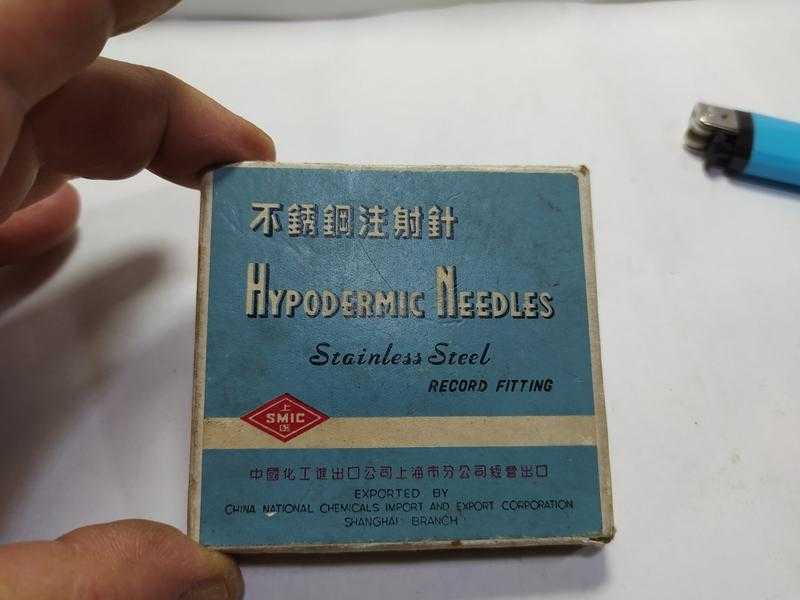 不銹鋼注射針
HYPODERMIC NEEDLES
Stainless Steel
RECORD FITTING
上
SMIC
医
中國化工進出口公司上海市分公司經營出口
EXPORTED BY
CHINA NATIONAL CHEMICALS IMPORT AND EXPORT CORPORATION
SHANGHAI BRANCH